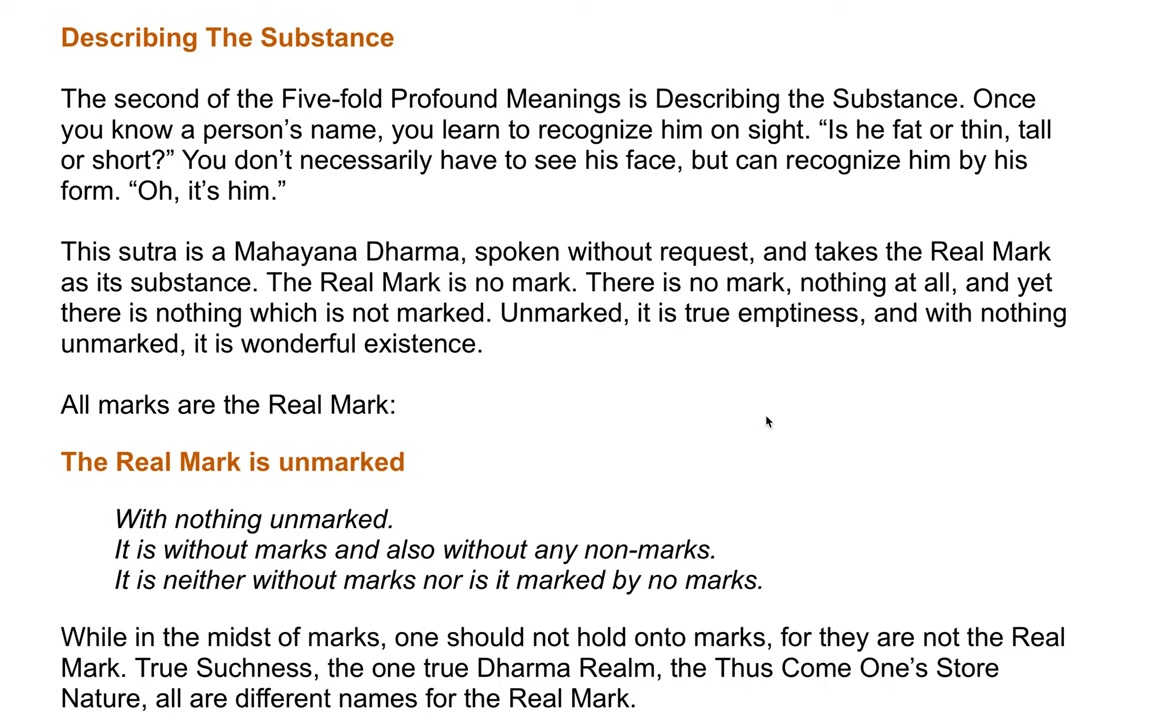 Describing The Substance
The second of the Five-fold Profound Meanings is Describing the Substance. Once
you know a person’s name, you learn to recognize him on sight. “Is he fat or thin, tall
or short?” You don’t necessarily have to see his face, but can recognize him by his
form. “Oh, it’s him.”
This sutra is a Mahayana Dharma, spoken without request, and takes the Real Mark
as its substance. The Real Mark is no mark. There is no mark, nothing at all, and yet
there is nothing which is not marked. Unmarked, it is true emptiness, and with nothing
unmarked, it is wonderful existence.
All marks are the Real Mark:
The Real Mark is unmarked
With nothing unmarked.
It is without marks and also without any non-marks.
It is neither without marks nor is it marked by no marks.
While in the midst of marks, one should not hold onto marks, for they are not the Real
Mark. True Suchness, the one true Dharma Realm, the Thus Come One’s Store
Nature, all are different names for the Real Mark.